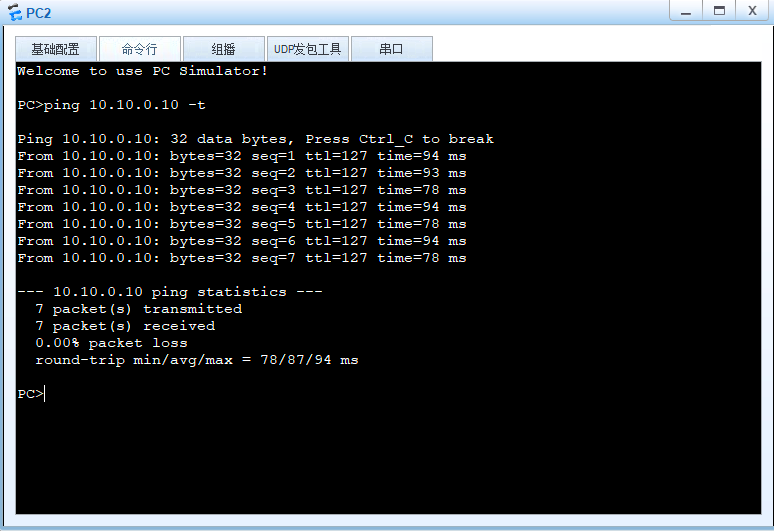 PC2
X
基础配置
命令行
组播
UDP发包工具
串口
Welcome to use PC Simulator!
PC>ping 10.10.0.10 -t
Ping 10.10.0.10: 32 data bytes, Press Ctrl_C to break
From 10.10.0.10: bytes=32 seq=1 ttl=127 time=94 ms
From 10.10.0.10: bytes=32 seq=2 ttl=127 time=93 ms
From 10.10.0.10: bytes=32 seq=3 ttl=127 time=78 ms
From 10.10.0.10: bytes=32 seq=4 ttl=127 time=94 ms
From 10.10.0.10: bytes=32 seq=5 ttl=127 time=78 ms
From 10.10.0.10: bytes=32 seq=6 ttl=127 time=94 ms
From 10.10.0.10: bytes=32 seq=7 ttl=127 time=78 ms
--- 10.10.0.10 ping statistics ---
7 packet(s) transmitted
7 packet(s) received
0.00% packet loss
round-trip min/avg/max = 78/87/94 ms
PC>